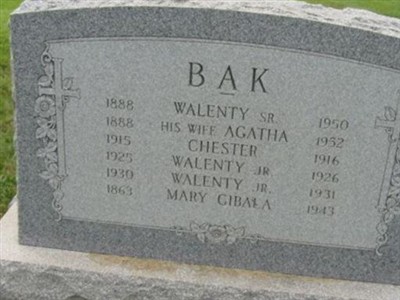 BĄK
1888 WALENTY SR. 1950
1888 HIS WIFE AGATHA 1952
1915 CHESTER 1916
1925 WALENTY JR. 1926
1930 WALENTY JR. 1931
1863 MARY GIBAŁA 1943